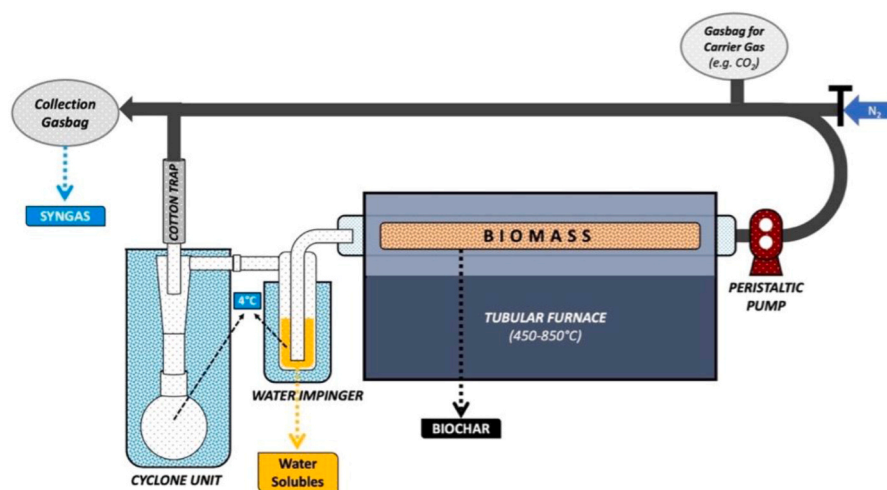 Gasbag for
Carrier Gas
(e.g. CO₂)
Collection
Gasbag
N₂
SYNGAS
COTTON TRAP
BIOMASS
4°C
TUBULAR FURNACE
(450-850°C)
PERISTALTIC
PUMP
WATER IMPINGER
BIOCHAR
Water
Solubles
CYCLONE UNIT